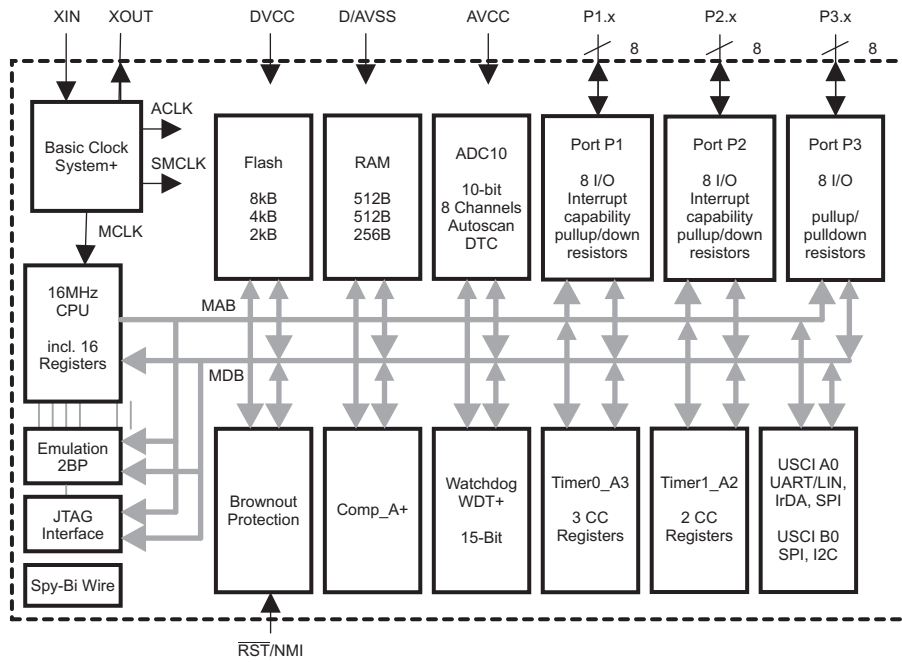 XIN
XOUT
DVCC
D/AVSS
AVCC
P1.x
P2.x
P3.x
8
8
8
Basic Clock
System+
ACLK
SMCLK
MCLK
Flash
8kB
4kB
2kB
RAM
512B
512B
256B
ADC10
10-bit
8 Channels
Autoscan
DTC
Port P1
8 I/O
Interrupt
capability
pullup/down
resistors
Port P2
8 I/O
Interrupt
capability
pullup/down
resistors
Port P3
8 I/O
pullup/
pulldown
resistors
16MHz
CPU
incl. 16
Registers
MAB
MDB
Emulation
2BP
JTAG
Interface
Spy-Bi Wire
Brownout
Protection
Comp_A+
Watchdog
WDT+
15-Bit
Timer0_A3
3 CC
Registers
Timer1_A2
2 CC
Registers
USCI A0
UART/LIN,
IrDA, SPI
USCI B0
SPI, I2C
RST/NMI